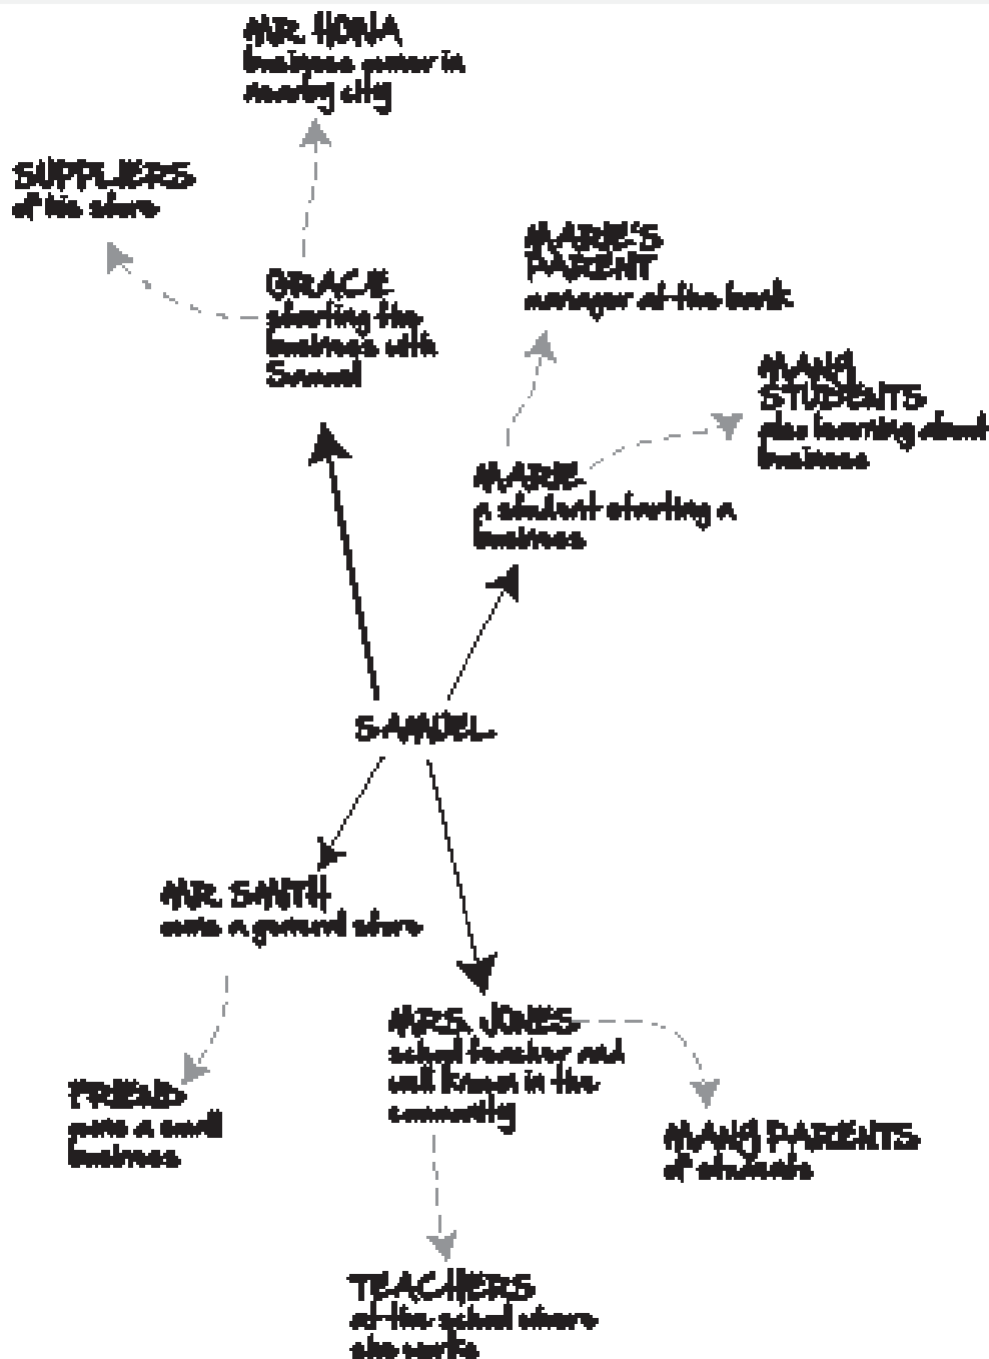 MR. HONA
business owner in
nearby city
SUPPLIERS
of his store
MARIE'S
PARENT
manager at the bank
GRACE
starting the
business with
Samuel
MANY
STUDENTS
also learning about
business
MARIE
a student starting a
business
SAMUEL
MR. SMITH
owns a general store
MRS. JONES
school teacher and
well known in the
community
FRIEND
owns a small
business
MANY PARENTS
of students
TEACHERS
at the school where
she works